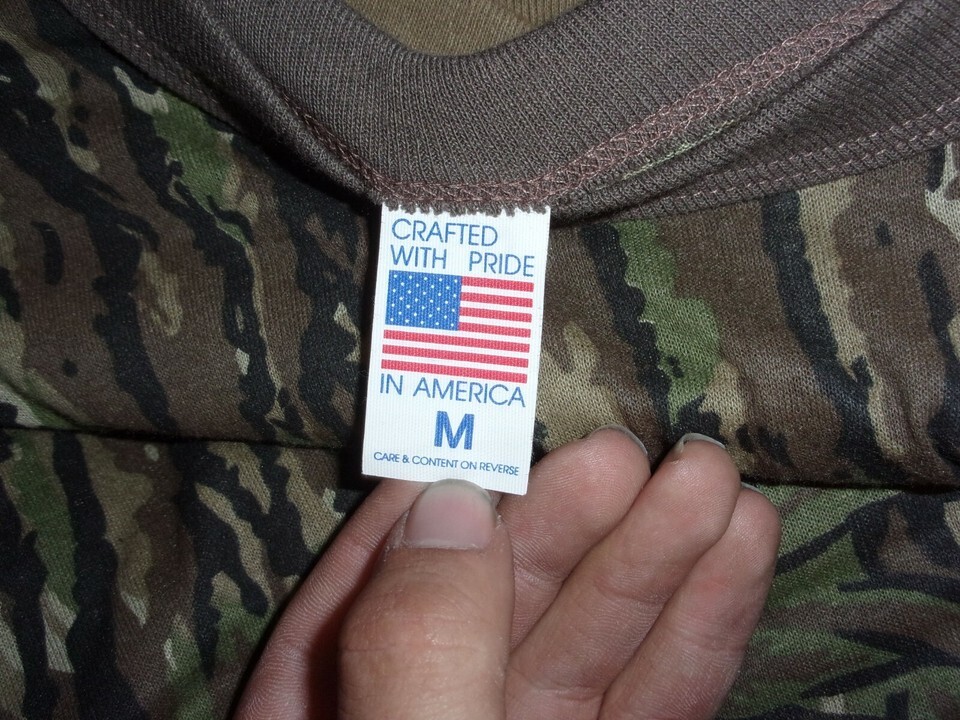 CRAFTED
WITH PRIDE
IN AMERICA
M
CARE & CONTENT ON REVERSE